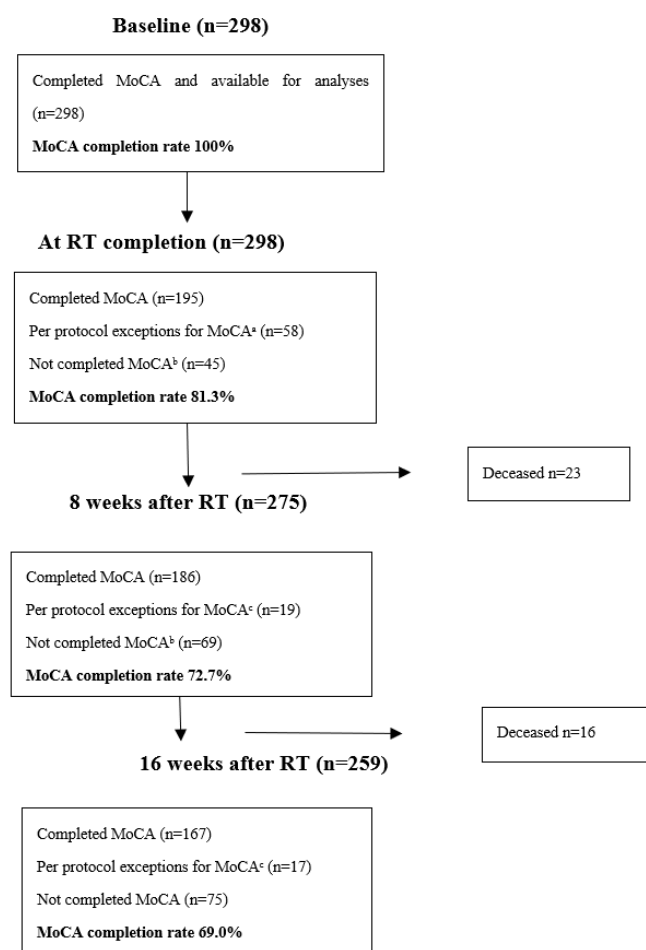 Baseline (n=298)
Completed MoCA and available for analyses
(n=298)
MoCA completion rate 100%
At RT completion (n=298)
Completed MoCA (n=195)
Per protocol exceptions for MoCAᵃ (n=58)
Not completed MoCAᵇ (n=45)
MoCA completion rate 81.3%
Deceased n=23
8 weeks after RT (n=275)
Completed MoCA (n=186)
Per protocol exceptions for MoCAᶜ (n=19)
Not completed MoCAᵇ (n=69)
MoCA completion rate 72.7%
Deceased n=16
16 weeks after RT (n=259)
Completed MoCA (n=167)
Per protocol exceptions for MoCAᶜ (n=17)
Not completed MoCA (n=75)
MoCA completion rate 69.0%